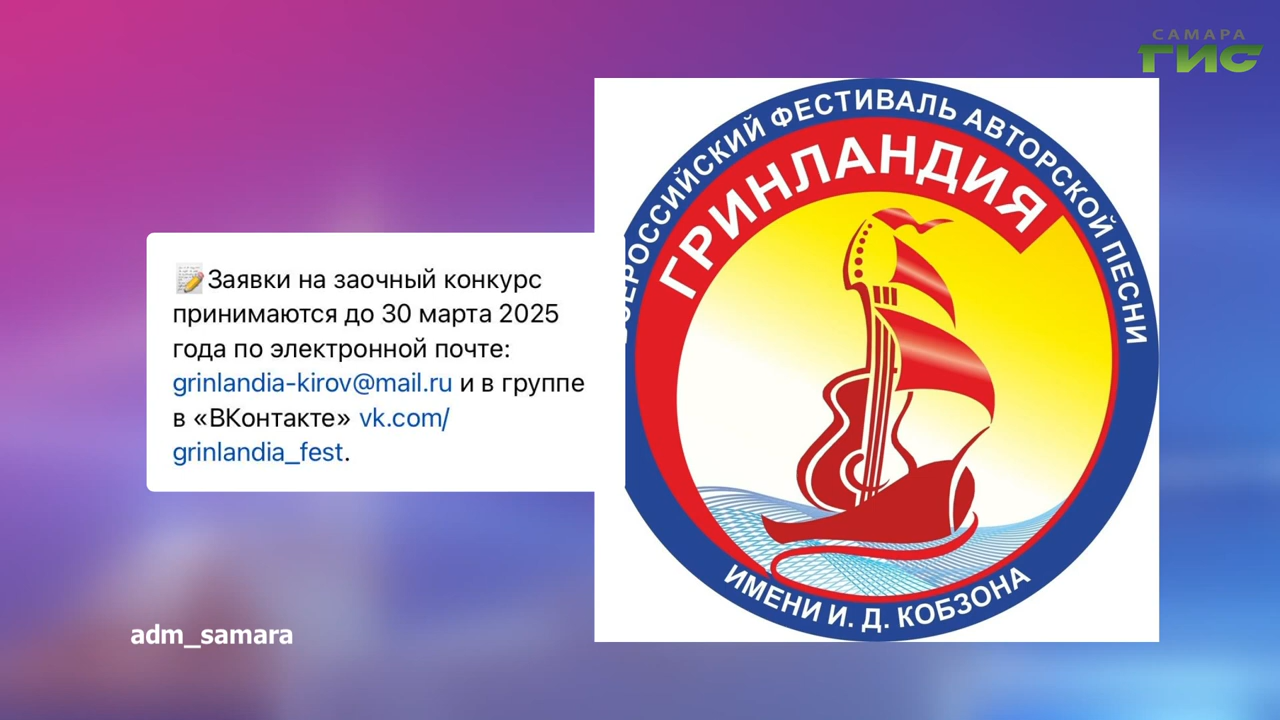 САМАРА
ГИС
ВСЕРОССИЙСКИЙ ФЕСТИВАЛЬ АВТОРСКОЙ ПЕСНИ
ГРИНЛАНДИЯ
ИМЕНИ И. Д. КОБЗОНА
Заявки на заочный конкурс
принимаются до 30 марта 2025
года по электронной почте:
grinlandia-kirov@mail.ru и в группе
в «ВКонтакте» vk.com/
grinlandia_fest.
adm_samara